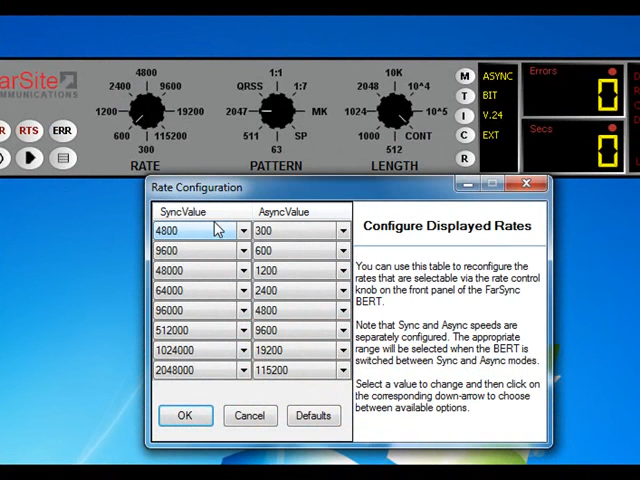 arSite
COMMUNICATIONS
R RTS ERR
4800
2400 9600
1200 19200
600 115200
300
RATE
1:1
QRSS 1:7
2047 MK
511 SP
63
PATTERN
10K
2048 10^4
1024 10^5
1000 CONT
512
LENGTH
M ASYNC
T BIT
I V.24
C EXT
R
Errors
0
Secs
0
Rate Configuration
SyncValue AsyncValue
4800 300
9600 600
48000 1200
64000 2400
96000 4800
512000 9600
1024000 19200
2048000 115200
OK Cancel Defaults
Configure Displayed Rates
You can use this table to reconfigure the
rates that are selectable via the rate control
knob on the front panel of the FarSync
BERT.
Note that Sync and Async speeds are
separately configured. The appropriate
range will be selected when the BERT is
switched between Sync and Async modes.
Select a value to change and then click on
the corresponding down-arrow to choose
between available options.